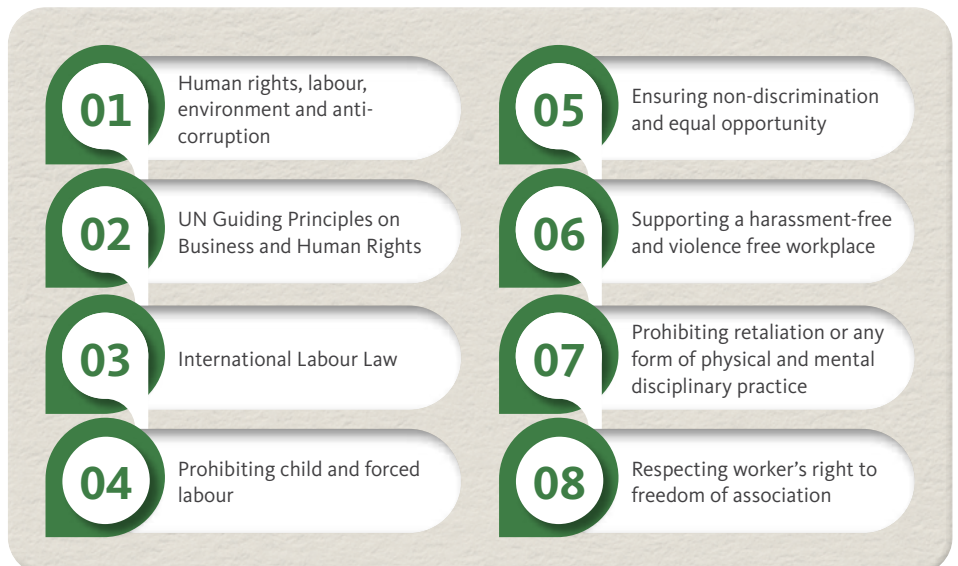 01
Human rights, labour,
environment and anti-
corruption
02
UN Guiding Principles on
Business and Human Rights
03
International Labour Law
04
Prohibiting child and forced
labour
05
Ensuring non-discrimination
and equal opportunity
06
Supporting a harassment-free
and violence free workplace
07
Prohibiting retaliation or any
form of physical and mental
disciplinary practice
08
Respecting worker’s right to
freedom of association